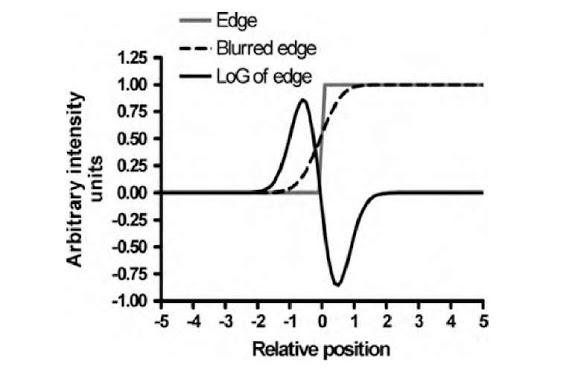 Edge
Blurred edge
LoG of edge
1.25
1.00
0.75
0.50
0.25
0.00
-0.25
-0.50
-0.75
-1.00
Arbitrary intensity
units
-5 -4 -3 -2 -1 0 1 2 3 4 5
Relative position